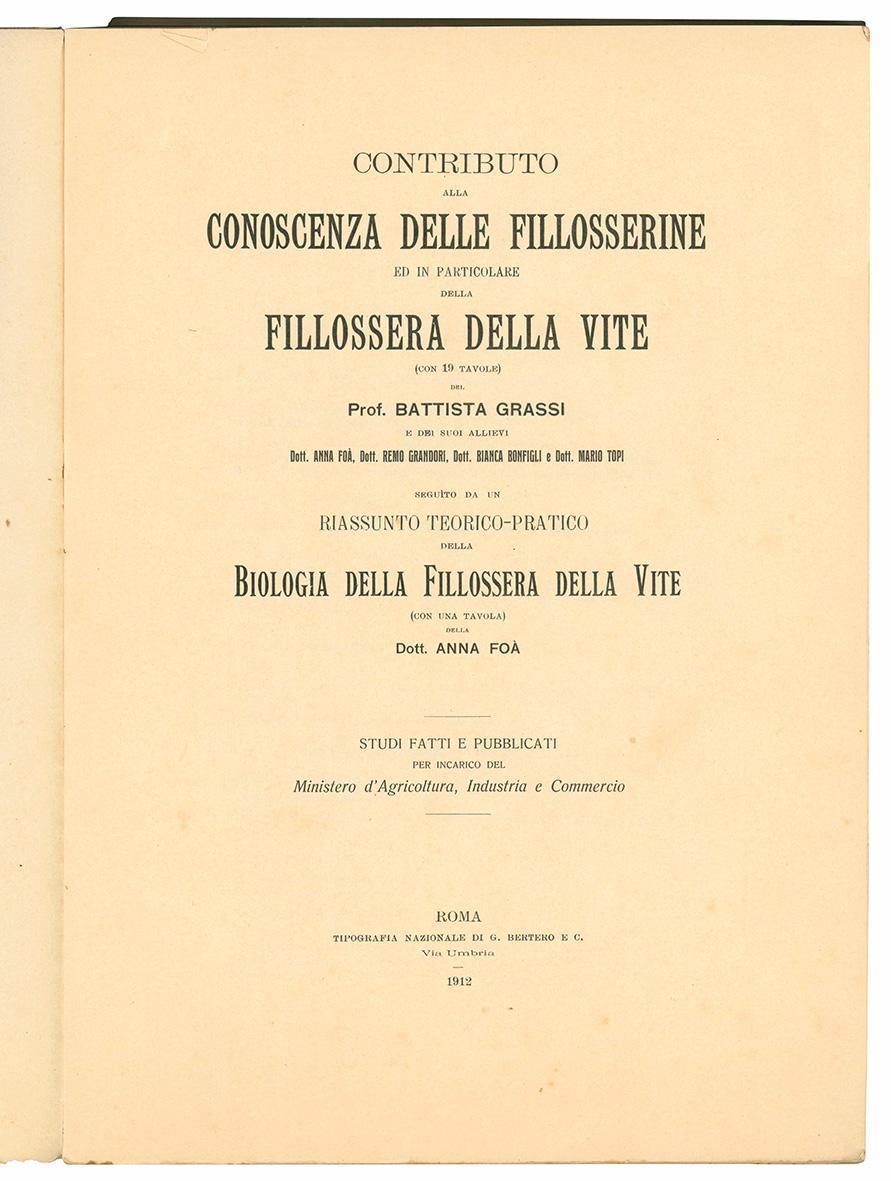 CONTRIBUTO
ALLA
CONOSCENZA DELLE FILLOSSERINE
ED IN PARTICOLARE
DELLA
FILLOSSERA DELLA VITE
(CON 19 TAVOLE)
DEL
Prof. BATTISTA GRASSI
E DEI SUOI ALLIEVI
Dott. ANNA FOÀ, Dott. REMO GRANDORI, Dott. BIANCA BONFIGLI e Dott. MARIO TOPI
SEGUÌTO DA UN
RIASSUNTO TEORICO-PRATICO
DELLA
BIOLOGIA DELLA FILLOSSERA DELLA VITE
(CON UNA TAVOLA)
DELLA
Dott. ANNA FOÀ
STUDI FATTI E PUBBLICATI
PER INCARICO DEL
Ministero d'Agricoltura, Industria e Commercio
ROMA
TIPOGRAFIA NAZIONALE DI G. BERTERO E C.
Via Umbria
1912